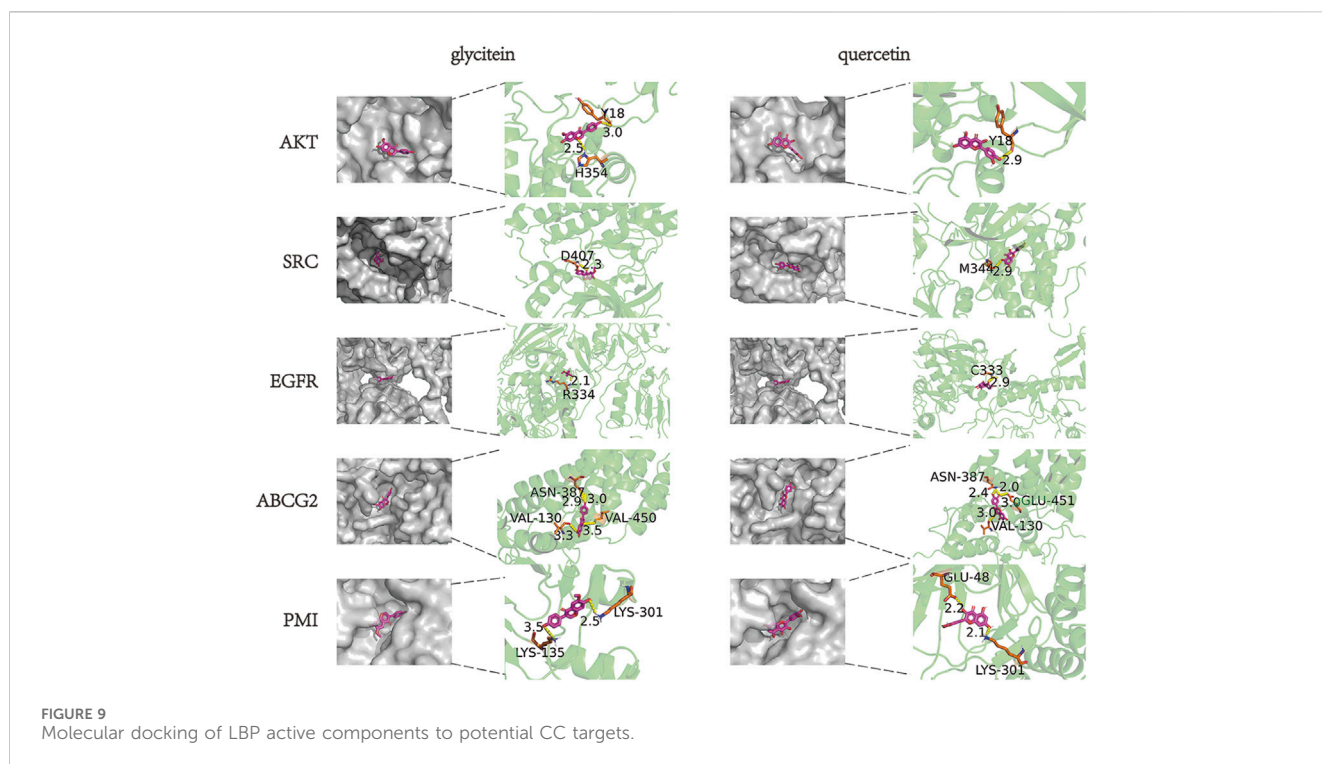 glycitein
quercetin
AKT
Y18
3.0
2.5
H354
Y18
2.9
SRC
D407
2.3
M344
2.9
EGFR
2.1
R334
C333
2.9
ABCG2
ASN-387
2.9
3.0
VAL-130
VAL-450
3.3
3.5
ASN-387
2.0
2.4
3.0
GLU-451
3.0
VAL-130
PMI
LYS-301
2.5
3.5
LYS-135
GLU-48
2.2
2.1
LYS-301
FIGURE 9
Molecular docking of LBP active components to potential CC targets.